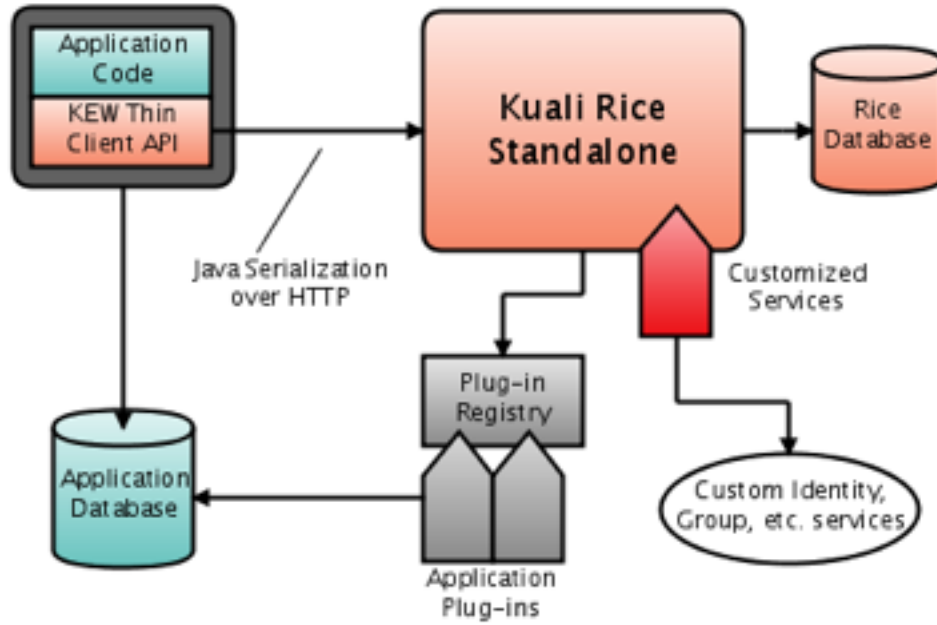 Application
Code
KEW Thin
Client API
Kuali Rice
Standalone
Rice
Database
Java Serialization
over HTTP
Customized
Services
Plug-in
Registry
Application
Database
Custom Identity,
Group, etc. services
Application
Plug-ins